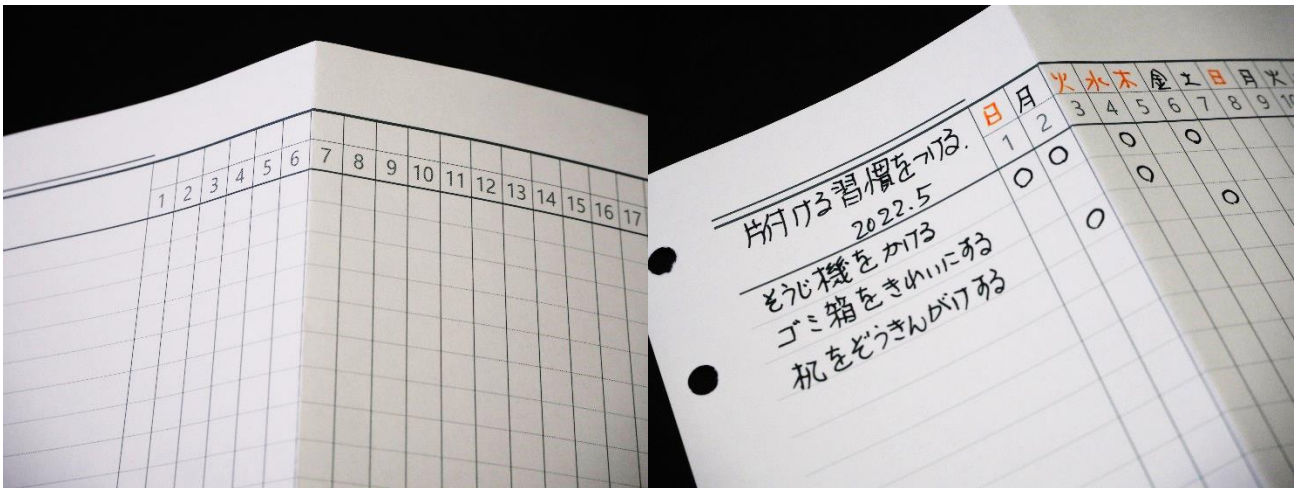 1 2 3 4 5 6 7 8 9 10 11 12 13 14 15 16 17
日 月 火 水 木 金 土 日 月 火
1 2 3 4 5 6 7 8 9 10
片付ける習慣をつける.
2022.5
そうじ機をかける
ゴミ箱をきれいにする
机をぞうきんがけする